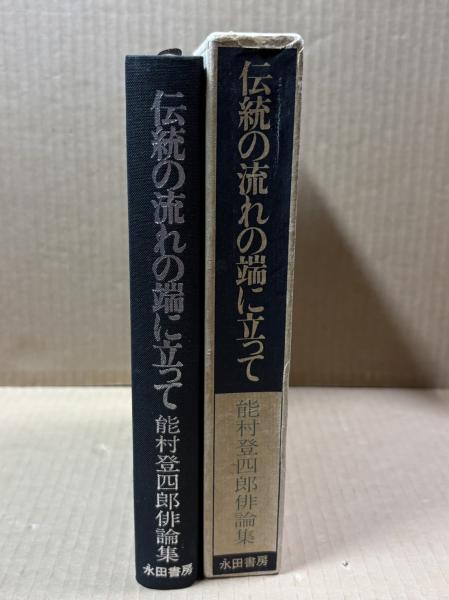 伝統の流れの端に立って
能村登四郎俳論集
永田書房
伝統の流れの端に立って
能村登四郎俳論集
永田書房